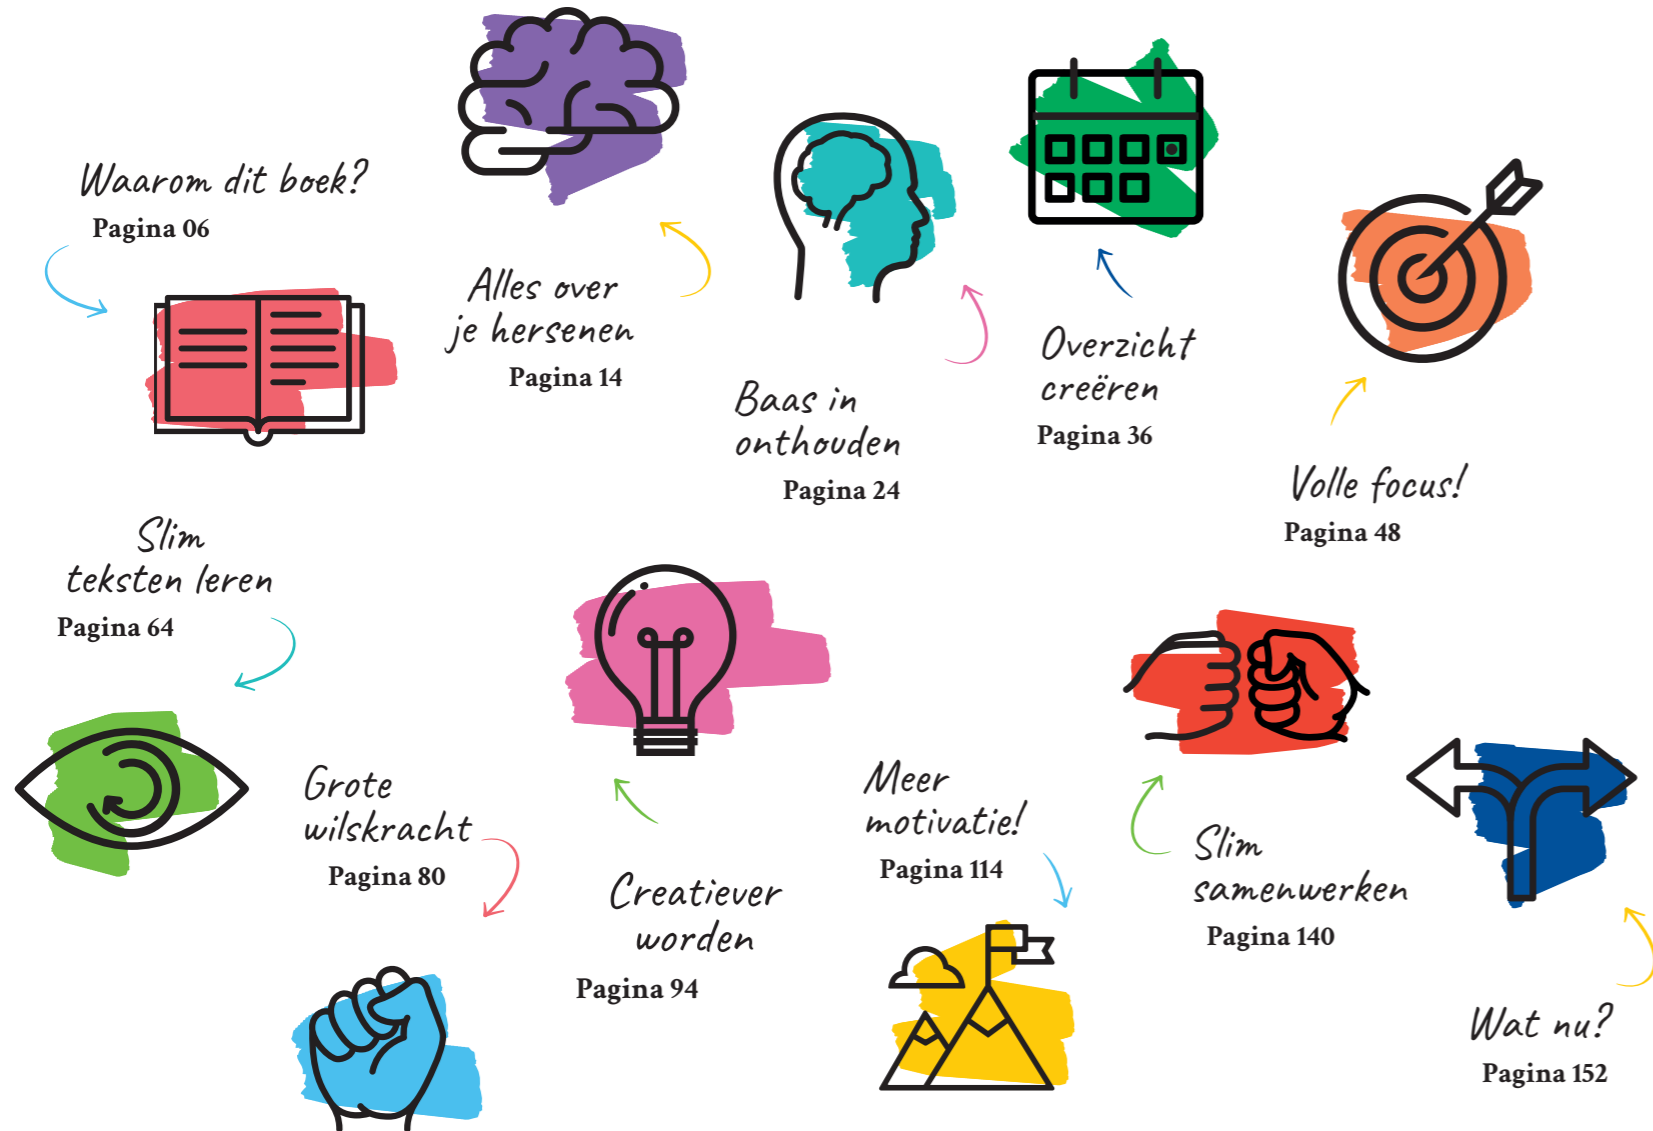 Waarom dit boek?
Pagina 06
Alles over
je hersenen
Pagina 14
Baas in
onthouden
Pagina 24
Overzicht
creëren
Pagina 36
Volle focus!
Pagina 48
Slim
teksten leren
Pagina 64
Grote
wilskracht
Pagina 80
Creatiever
worden
Pagina 94
Meer
motivatie!
Pagina 114
Slim
samenwerken
Pagina 140
Wat nu?
Pagina 152